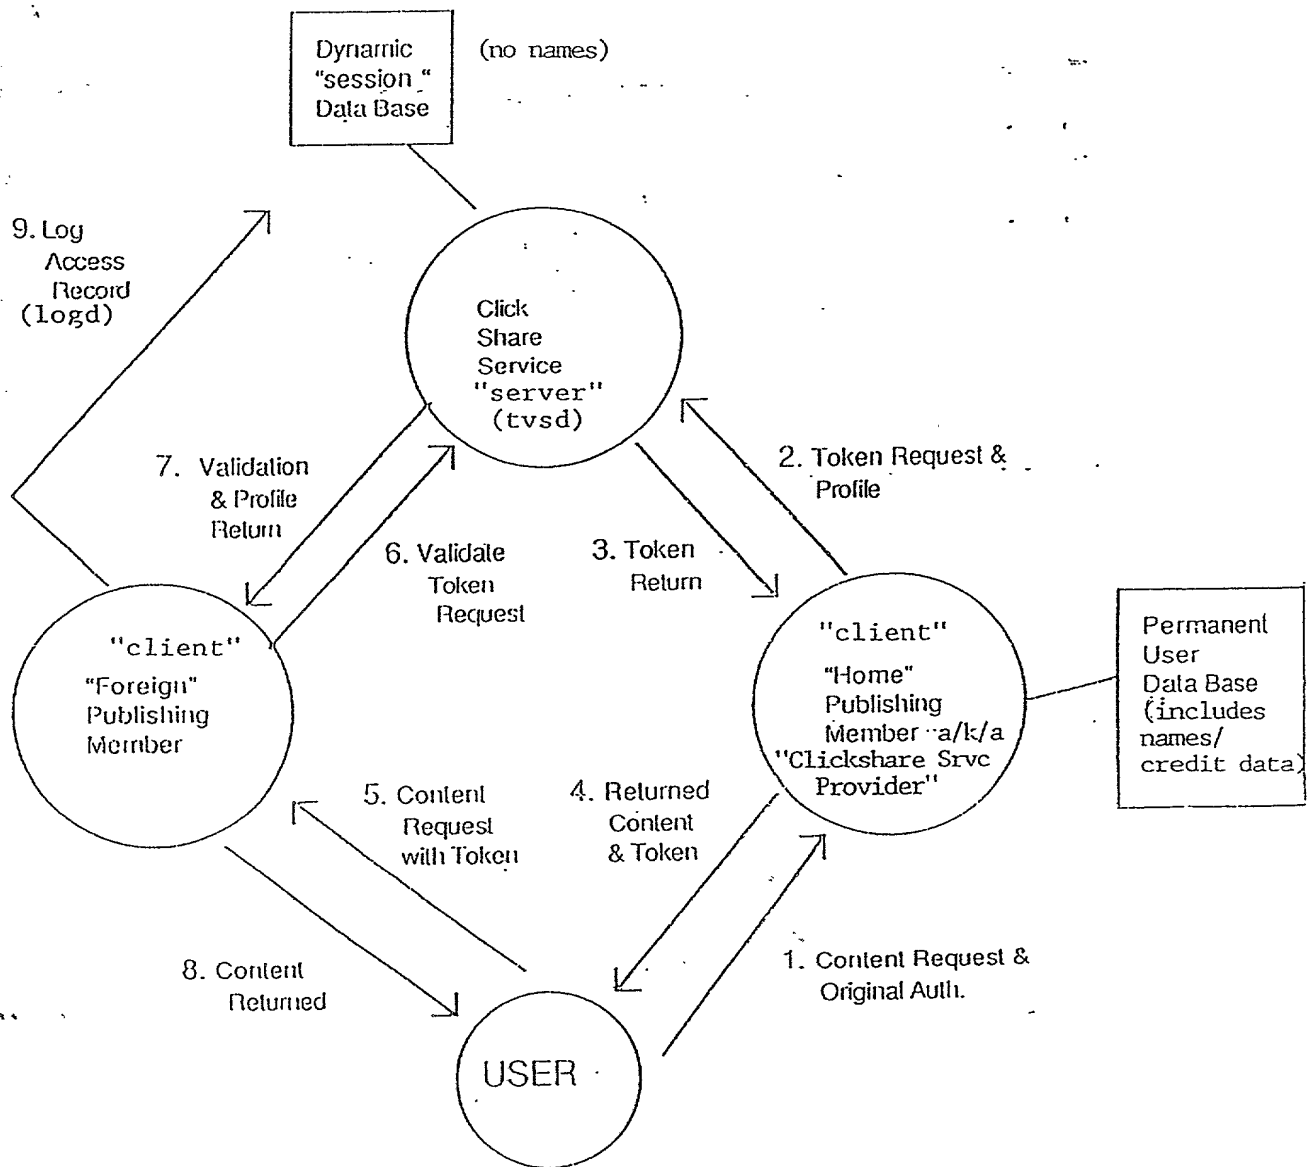 Dynamic
"session "
Data Base
(no names)
9. Log
Access
Record
(logd)
Click
Share
Service
"server"
(tvsd)
7. Validation
& Profile
Return
6. Validate
Token
Request
3. Token
Return
2. Token Request &
Profile
"client"
"Foreign"
Publishing
Member
"client"
"Home"
Publishing
Member a/k/a
"Clickshare Srvc
Provider"
Permanent
User
Data Base
(includes
names/
credit data)
5. Content
Request
with Token
4. Returned
Content
& Token
8. Content
Returned
1. Content Request &
Original Auth.
USER